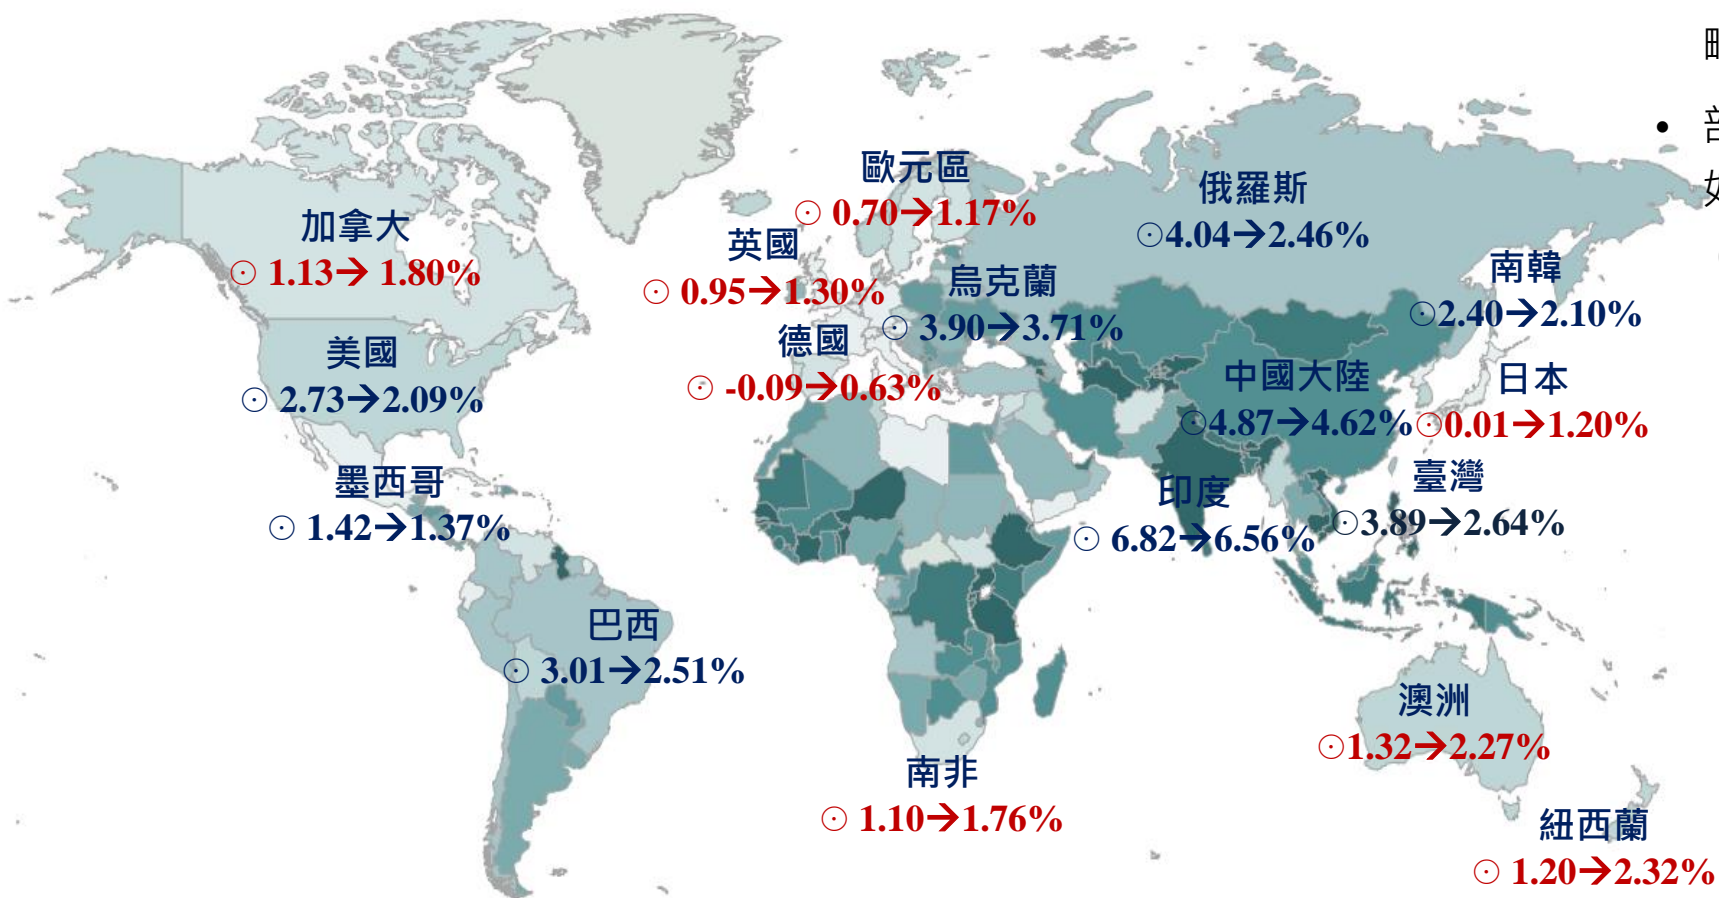 部
如
歐元區
⊙ 0.70→1.17%
俄羅斯
⊙4.04→2.46%
加拿大
⊙ 1.13→ 1.80%
英國
⊙ 0.95→1.30%
烏克蘭
⊙ 3.90→3.71%
南韓
⊙2.40→2.10%
美國
⊙ 2.73→2.09%
德國
⊙ -0.09→0.63%
中國大陸
⊙4.87→4.62%
日本
⊙0.01→1.20%
墨西哥
⊙ 1.42→1.37%
印度
⊙ 6.82→6.56%
臺灣
⊙3.89→2.64%
巴西
⊙ 3.01→2.51%
南非
⊙ 1.10→1.76%
澳洲
⊙1.32→2.27%
紐西蘭
⊙ 1.20→2.32%